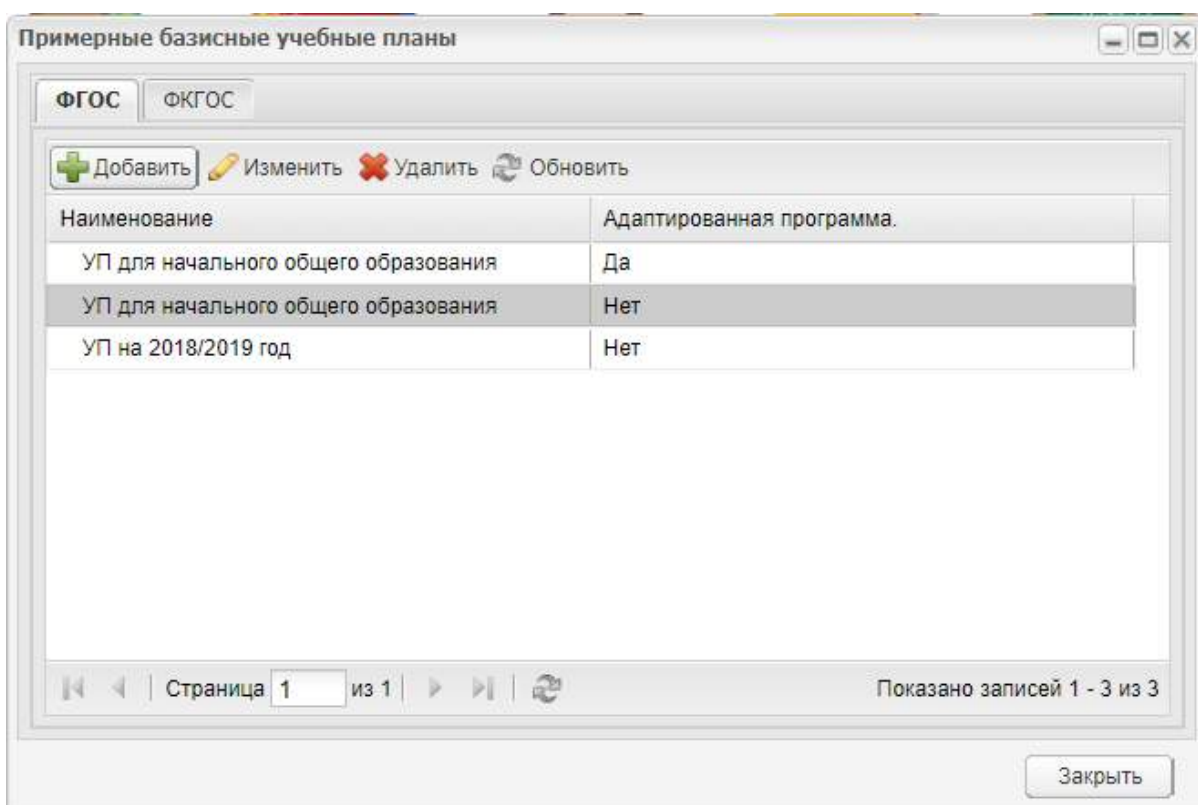 Примерные базисные учебные планы
ФГОС ФКГОС
Добавить Изменить Удалить Обновить
Наименование Адаптированная программа.
УП для начального общего образования Да
УП для начального общего образования Нет
УП на 2018/2019 год Нет
Страница 1 из 1 Показано записей 1 - 3 из 3
Закрыть